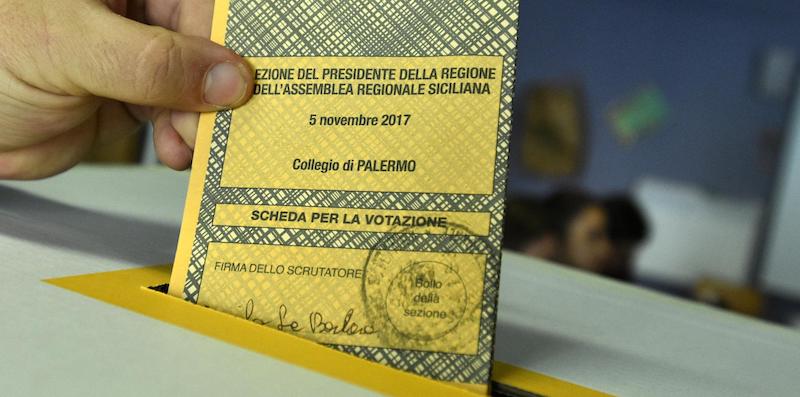 EZIONE DEL PRESIDENTE DELLA REGIONE
DELL'ASSEMBLEA REGIONALE SICILIANA
5 novembre 2017
Collegio di PALERMO
SCHEDA PER LA VOTAZIONE
FIRMA DELLO SCRUTATORE
Bollo
della
sezione